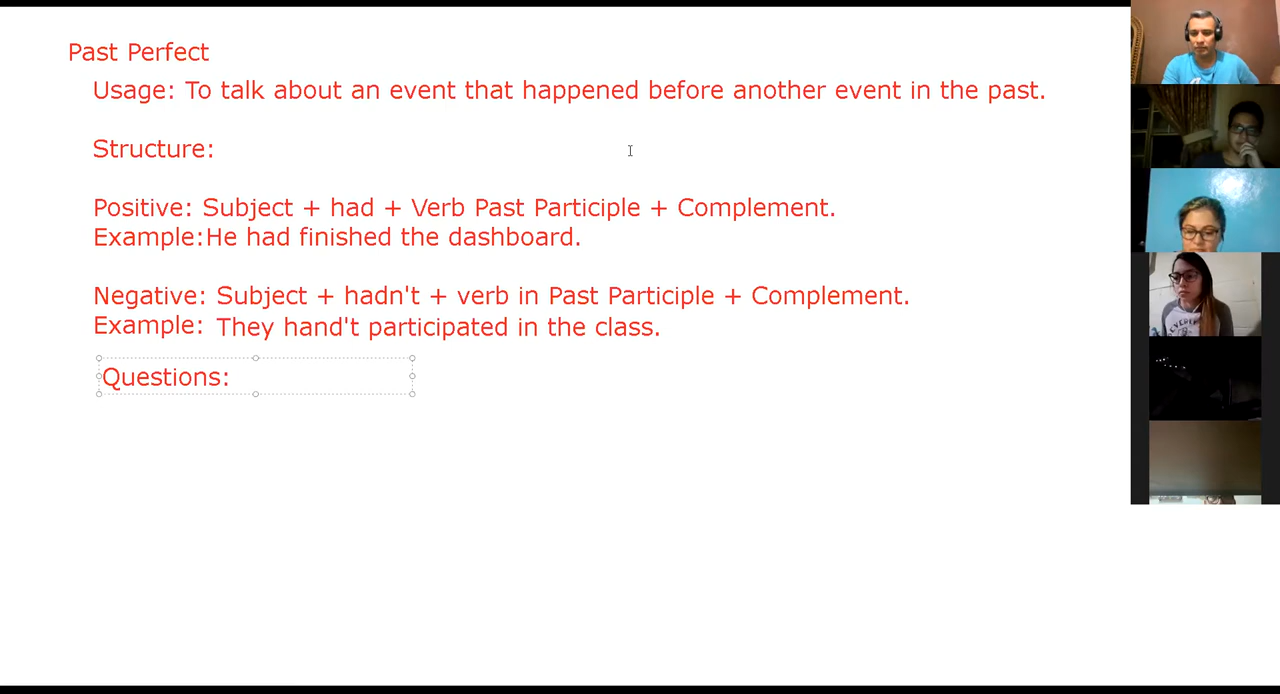 Past Perfect
Usage: To talk about an event that happened before another event in the past.
Structure:
Positive: Subject + had + Verb Past Participle + Complement.
Example:He had finished the dashboard.
Negative: Subject + hadn't + verb in Past Participle + Complement.
Example: They hand't participated in the class.
Questions: